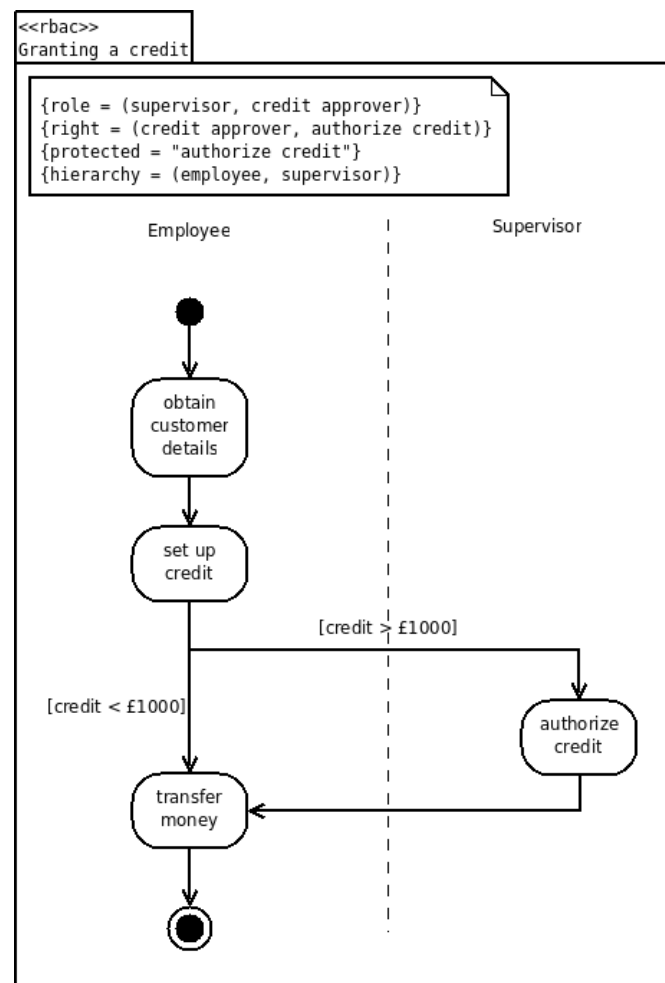 <<rbac>>
Granting a credit
{role = (supervisor, credit approver)}
{right = (credit approver, authorize credit)}
{protected = "authorize credit"}
{hierarchy = (employee, supervisor)}
Employee
Supervisor
obtain
customer
details
set up
credit
[credit > £1000]
[credit < £1000]
authorize
credit
transfer
money